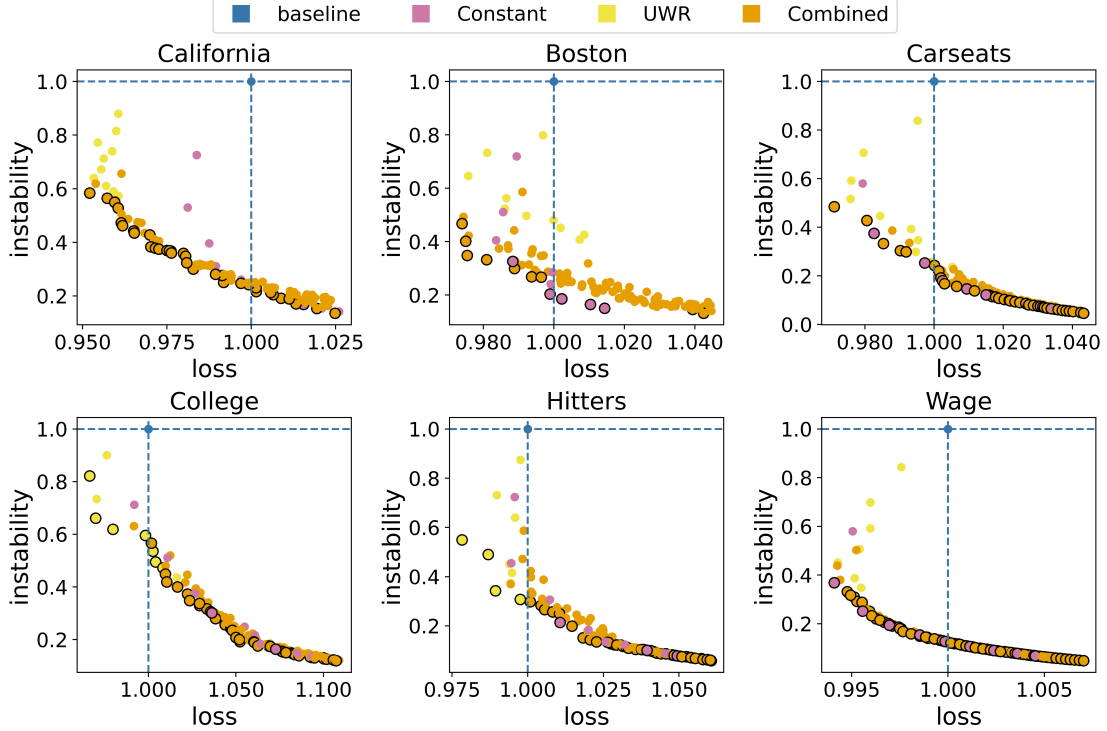 baseline Constant UWR Combined
California Boston Carseats
instability
1.0
0.8
0.6
0.4
0.2
0.950 0.975 1.000 1.025
loss
instability
1.0
0.8
0.6
0.4
0.2
0.980 1.000 1.020 1.040
loss
instability
1.0
0.8
0.6
0.4
0.2
0.0
0.980 1.000 1.020 1.040
loss
College Hitters Wage
instability
1.0
0.8
0.6
0.4
0.2
1.000 1.050 1.100
loss
instability
1.0
0.8
0.6
0.4
0.2
0.975 1.000 1.025 1.050
loss
instability
1.0
0.8
0.6
0.4
0.2
0.995 1.000 1.005
loss